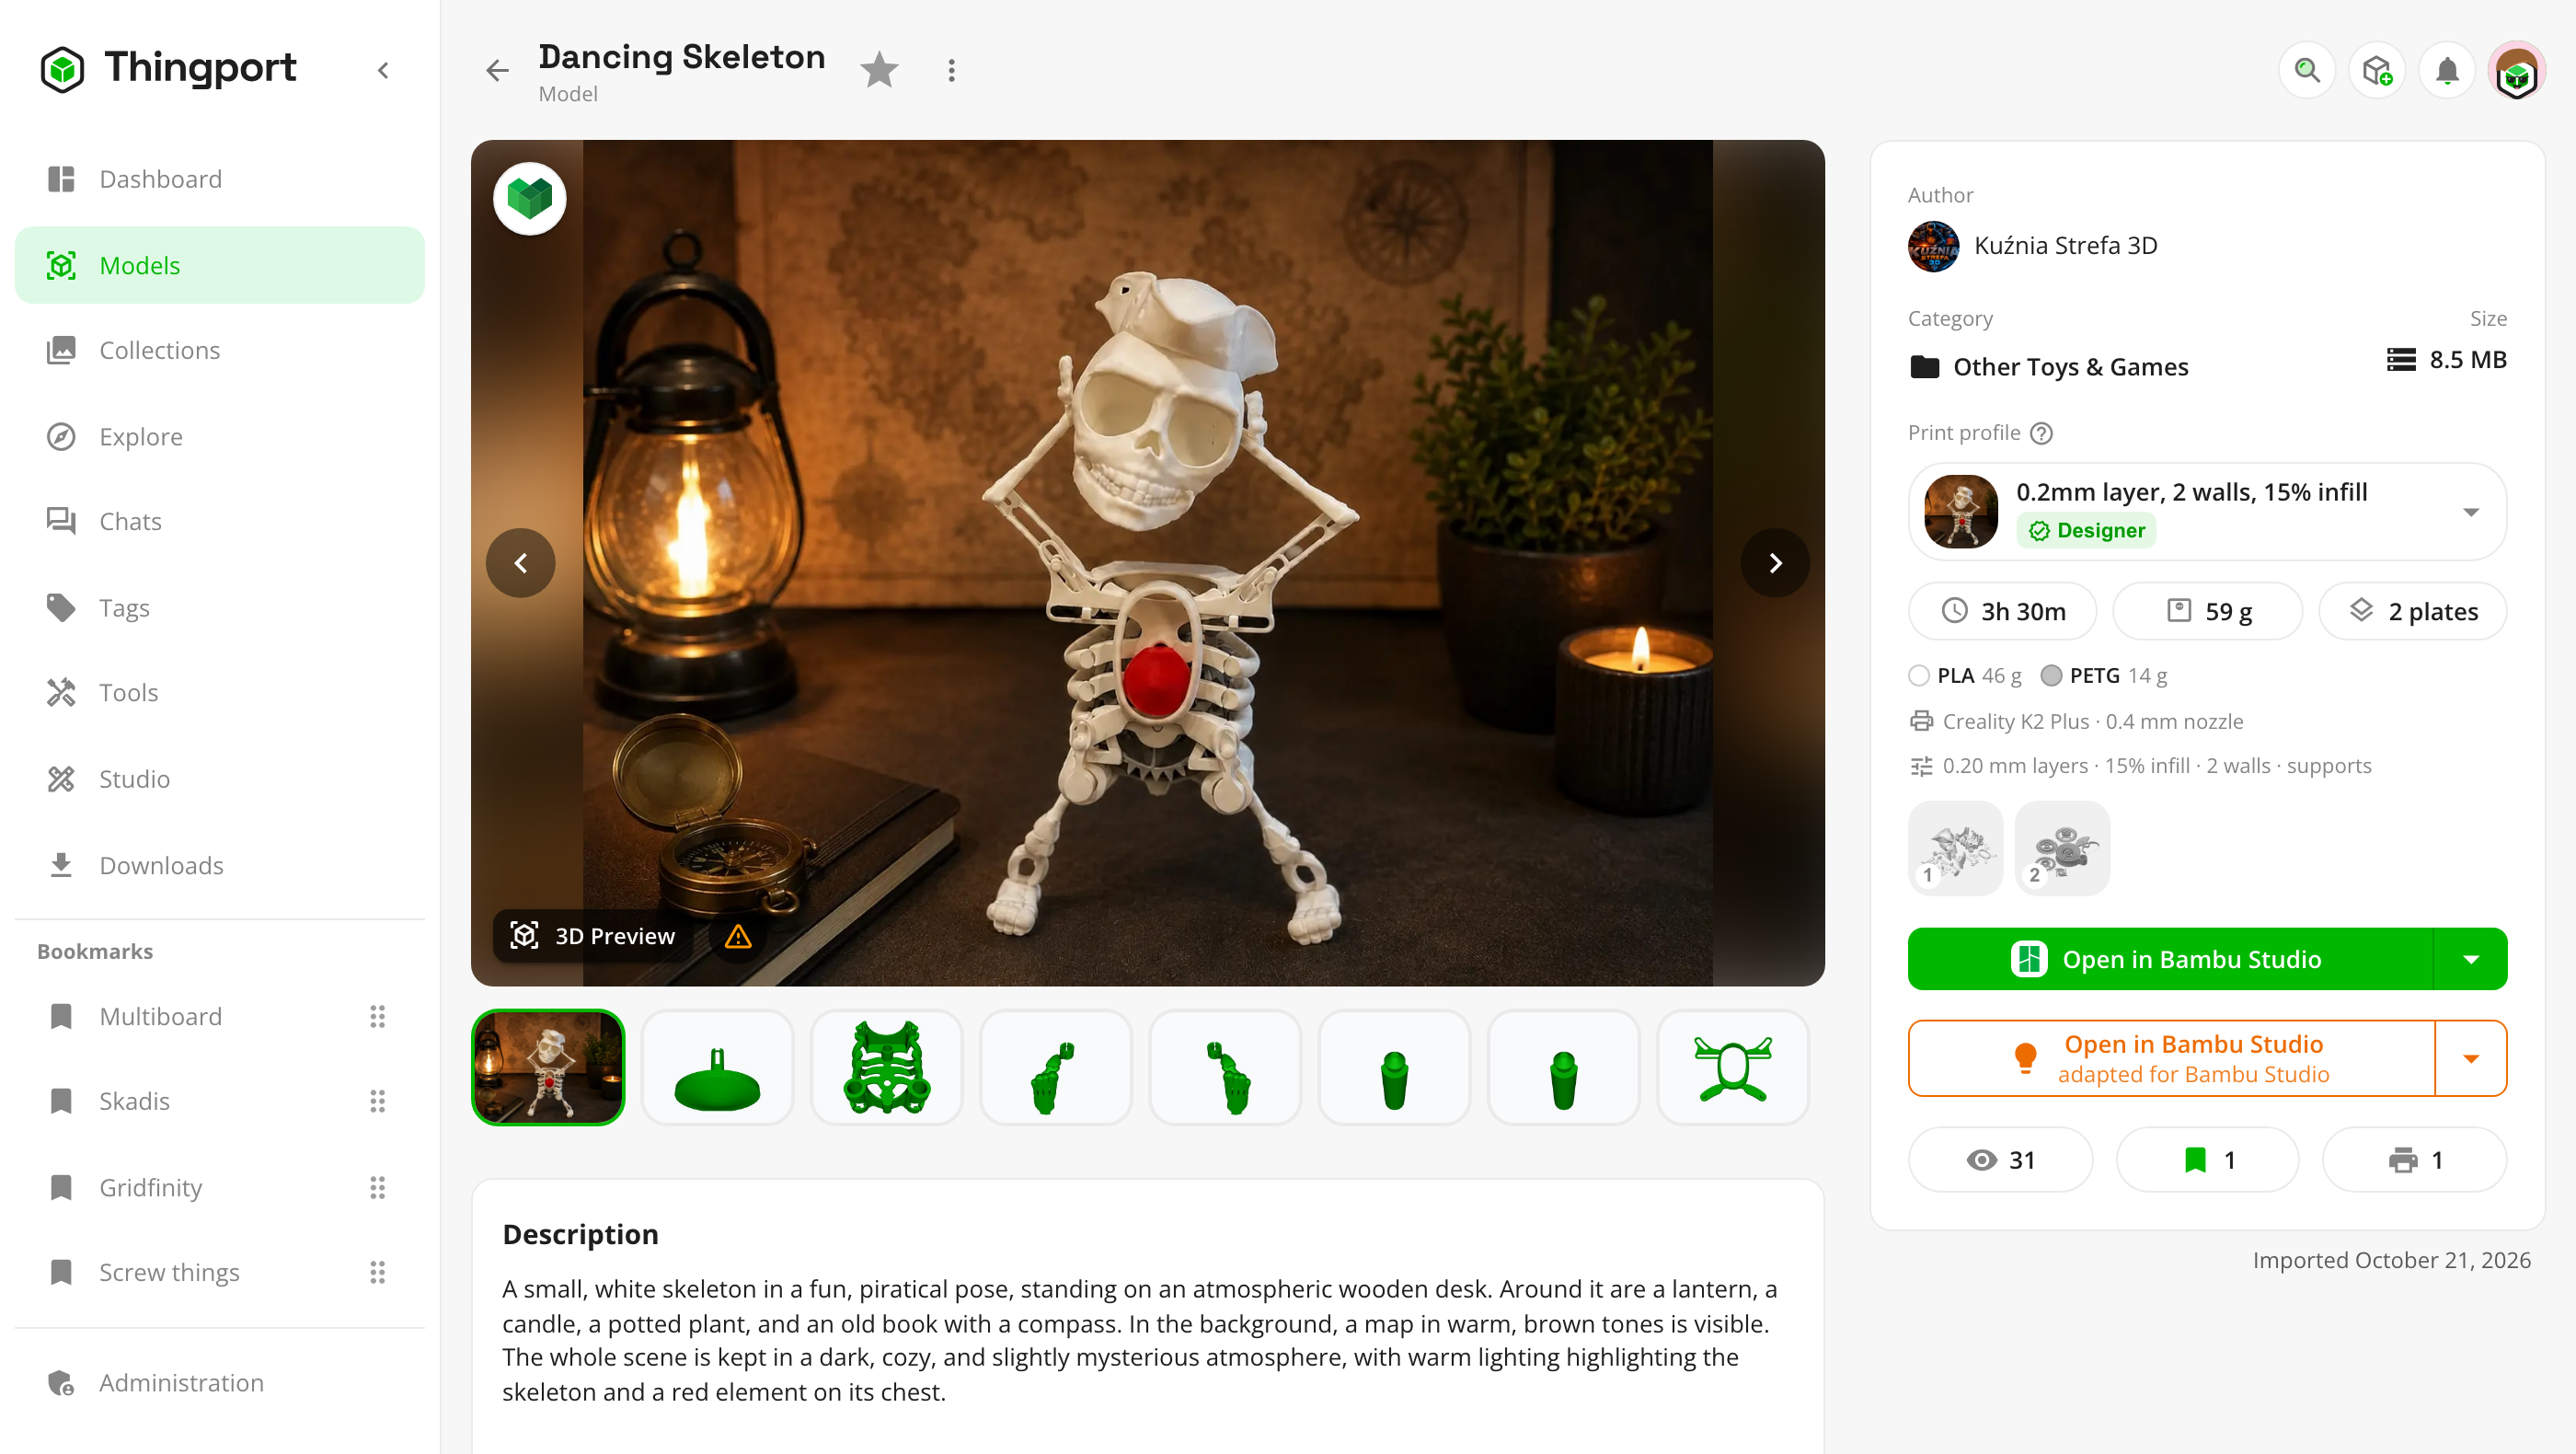 Thingport
Dashboard
Models
Collections
Explore
Chats
Tags
Tools
Studio
Downloads
Bookmarks
Multiboard
Skadis
Gridfinity
Screw things
Administration
Dancing Skeleton
Model
3D Preview
Description
A small, white skeleton in a fun, piratical pose, standing on an atmospheric wooden desk. Around it are a lantern, a
candle, a potted plant, and an old book with a compass. In the background, a map in warm, brown tones is visible.
The whole scene is kept in a dark, cozy, and slightly mysterious atmosphere, with warm lighting highlighting the
skeleton and a red element on its chest.
Author
KUŹNIA
STREFA
3D
Kuźnia Strefa 3D
Category
Size
Other Toys & Games
8.5 MB
Print profile
0.2mm layer, 2 walls, 15% infill
Designer
3h 30m
59 g
2 plates
PLA 46 g PETG 14 g
Creality K2 Plus · 0.4 mm nozzle
0.20 mm layers · 15% infill · 2 walls · supports
1
2
Open in Bambu Studio
Open in Bambu Studio
adapted for Bambu Studio
31
1
1
Imported October 21, 2026